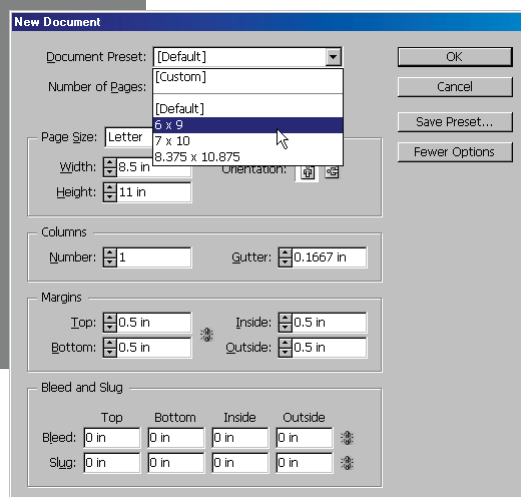 New Document
Document Preset: [Default]
OK
[Custom]
Number of Pages:
Cancel
[Default]
6 x 9
Save Preset...
Page Size: Letter
7 x 10
8.375 x 10.875
Fewer Options
Width: 8.5 in
Orientation:
Height: 11 in
Columns
Number: 1
Gutter: 0.1667 in
Margins
Top: 0.5 in
Inside: 0.5 in
Bottom: 0.5 in
Outside: 0.5 in
Bleed and Slug
Top Bottom Inside Outside
Bleed: 0 in 0 in 0 in 0 in
Slug: 0 in 0 in 0 in 0 in